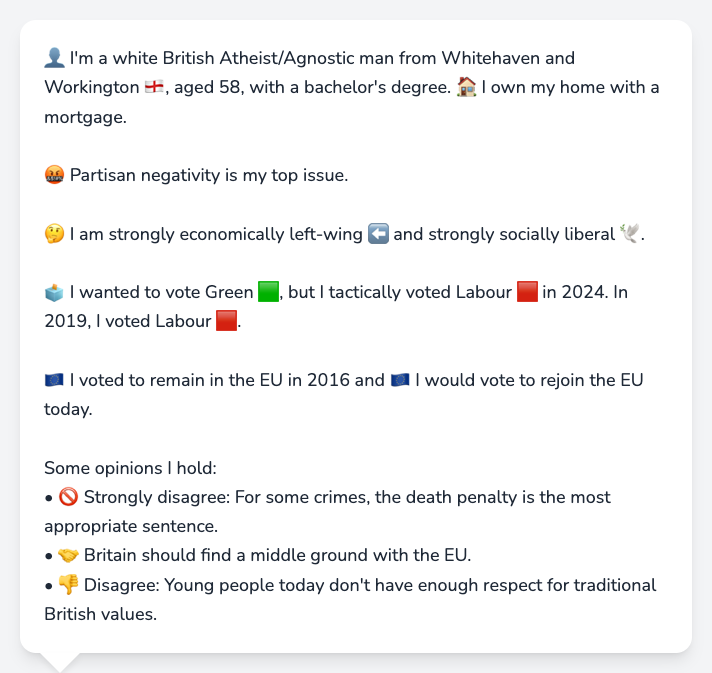 👤 I'm a white British Atheist/Agnostic man from Whitehaven and
Workington 🏴󠁧󠁢󠁥󠁮󠁧󠁿, aged 58, with a bachelor's degree. 🏠 I own my home with a
mortgage.
🤬 Partisan negativity is my top issue.
🤔 I am strongly economically left-wing ⬅️ and strongly socially liberal 🕊️.
🗳️ I wanted to vote Green 🟩, but I tactically voted Labour 🟥 in 2024. In
2019, I voted Labour 🟥.
🇪🇺 I voted to remain in the EU in 2016 and 🇪🇺 I would vote to rejoin the EU
today.
Some opinions I hold:
• 🚫 Strongly disagree: For some crimes, the death penalty is the most
appropriate sentence.
• 🤝 Britain should find a middle ground with the EU.
• 👎 Disagree: Young people today don't have enough respect for traditional
British values.